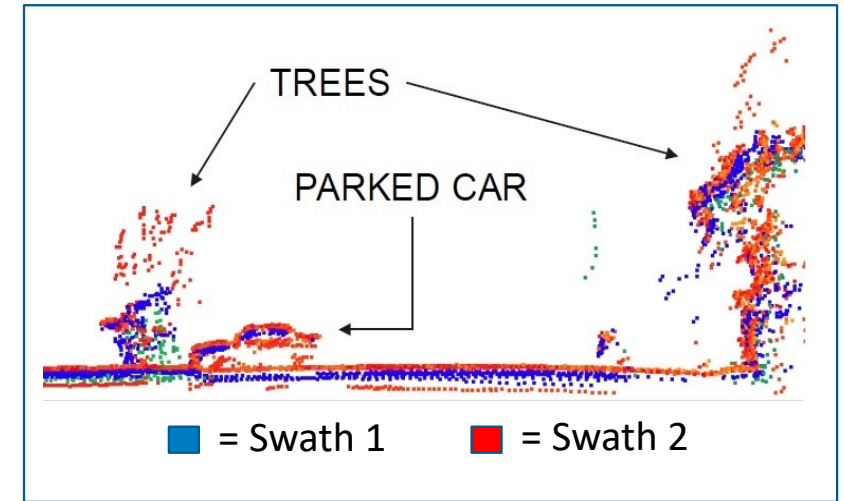 TREES
PARKED CAR
= Swath 1
= Swath 2